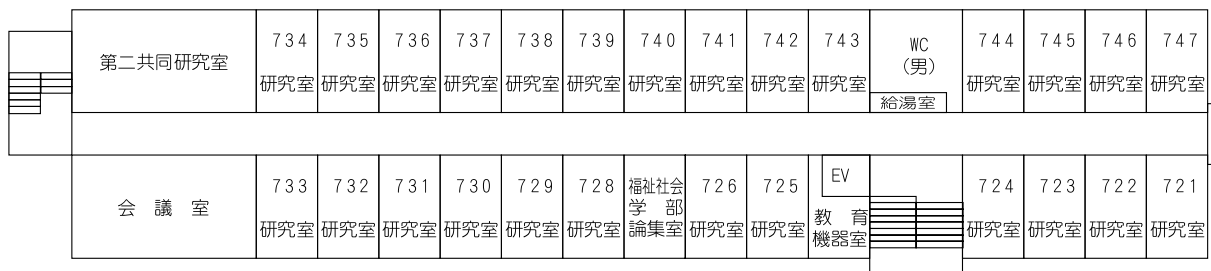 第二共同研究室
734
研究室
735
研究室
736
研究室
737
研究室
738
研究室
739
研究室
740
研究室
741
研究室
742
研究室
743
研究室
WC
(男)
給湯室
744
研究室
745
研究室
746
研究室
747
研究室
会議室
733
研究室
732
研究室
731
研究室
730
研究室
729
研究室
728
研究室
福祉社会
学部
論集室
726
研究室
725
研究室
EV
教育
機器室
724
研究室
723
研究室
722
研究室
721
研究室